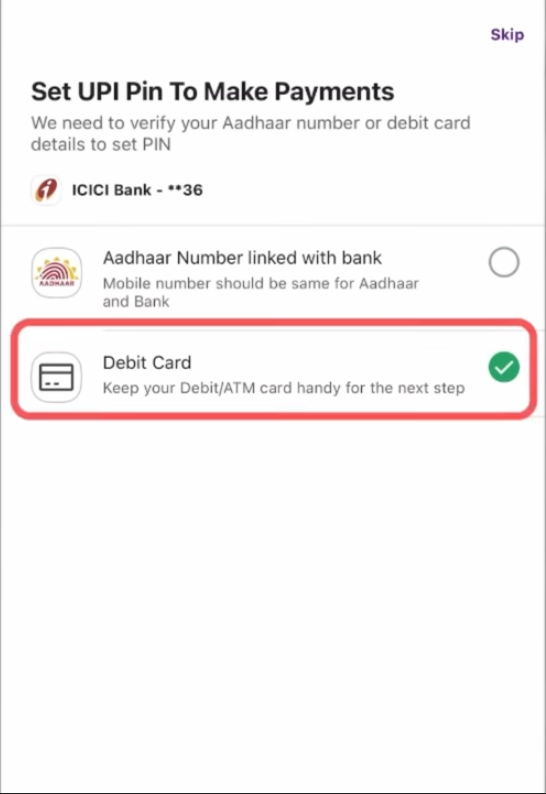 Skip
Set UPI Pin To Make Payments
We need to verify your Aadhaar number or debit card
details to set PIN
ICICI Bank - **36
Aadhaar Number linked with bank
Mobile number should be same for Aadhaar
and Bank
AADHAAR
Debit Card
Keep your Debit/ATM card handy for the next step